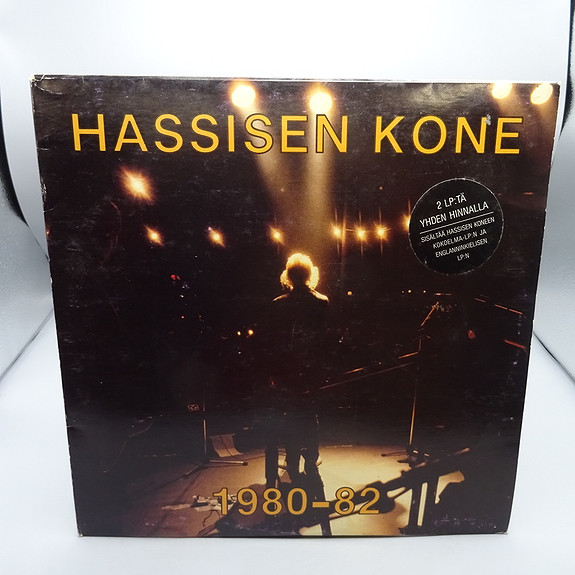 HASSISEN KONE
2 LP:TÄ
YHDEN HINNALLA
SISÄLTÄÄ HASSISEN KONEEN
KOKOELMA-LP:N JA
ENGLANNINKIELISEN
LP:N
1980-82